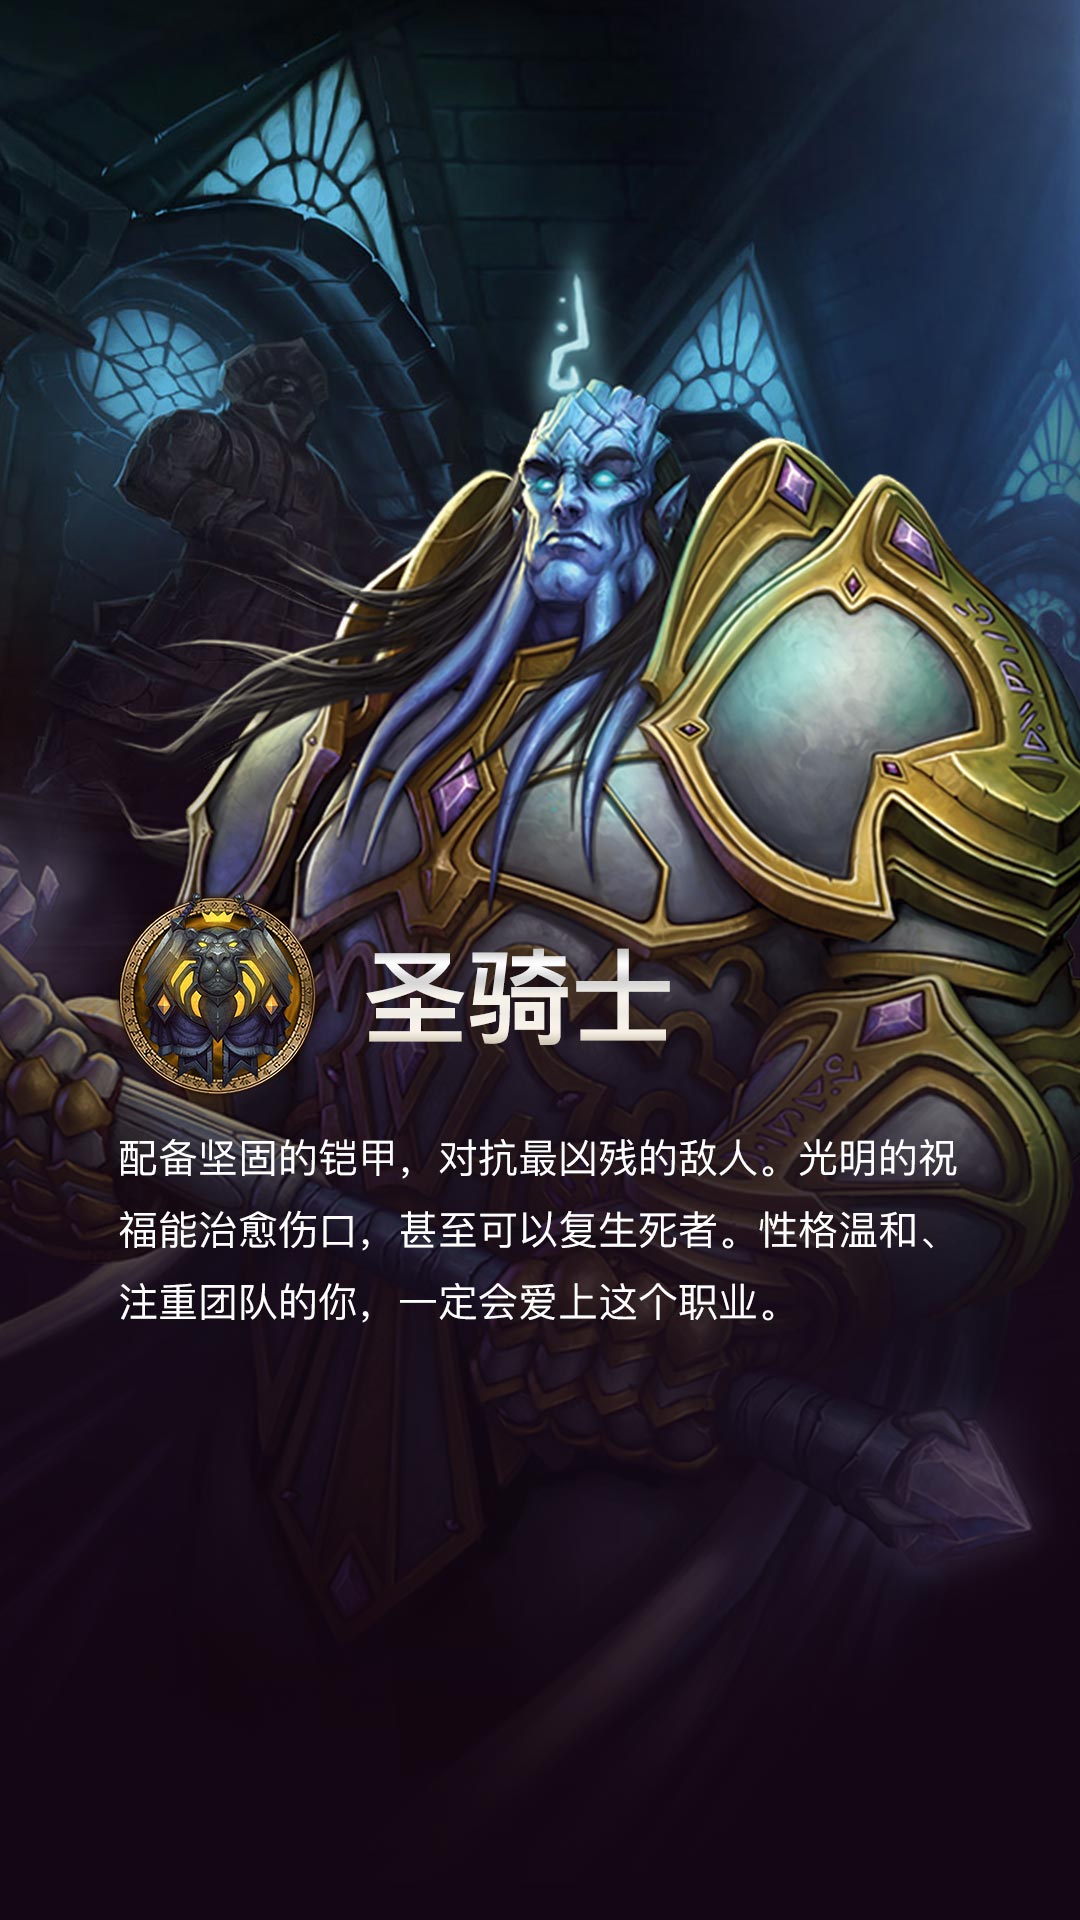 圣骑士
配备坚固的铠甲，对抗最凶残的敌人。光明的祝
福能治愈伤口，甚至可以复生死者。性格温和、
注重团队的你，一定会爱上这个职业。